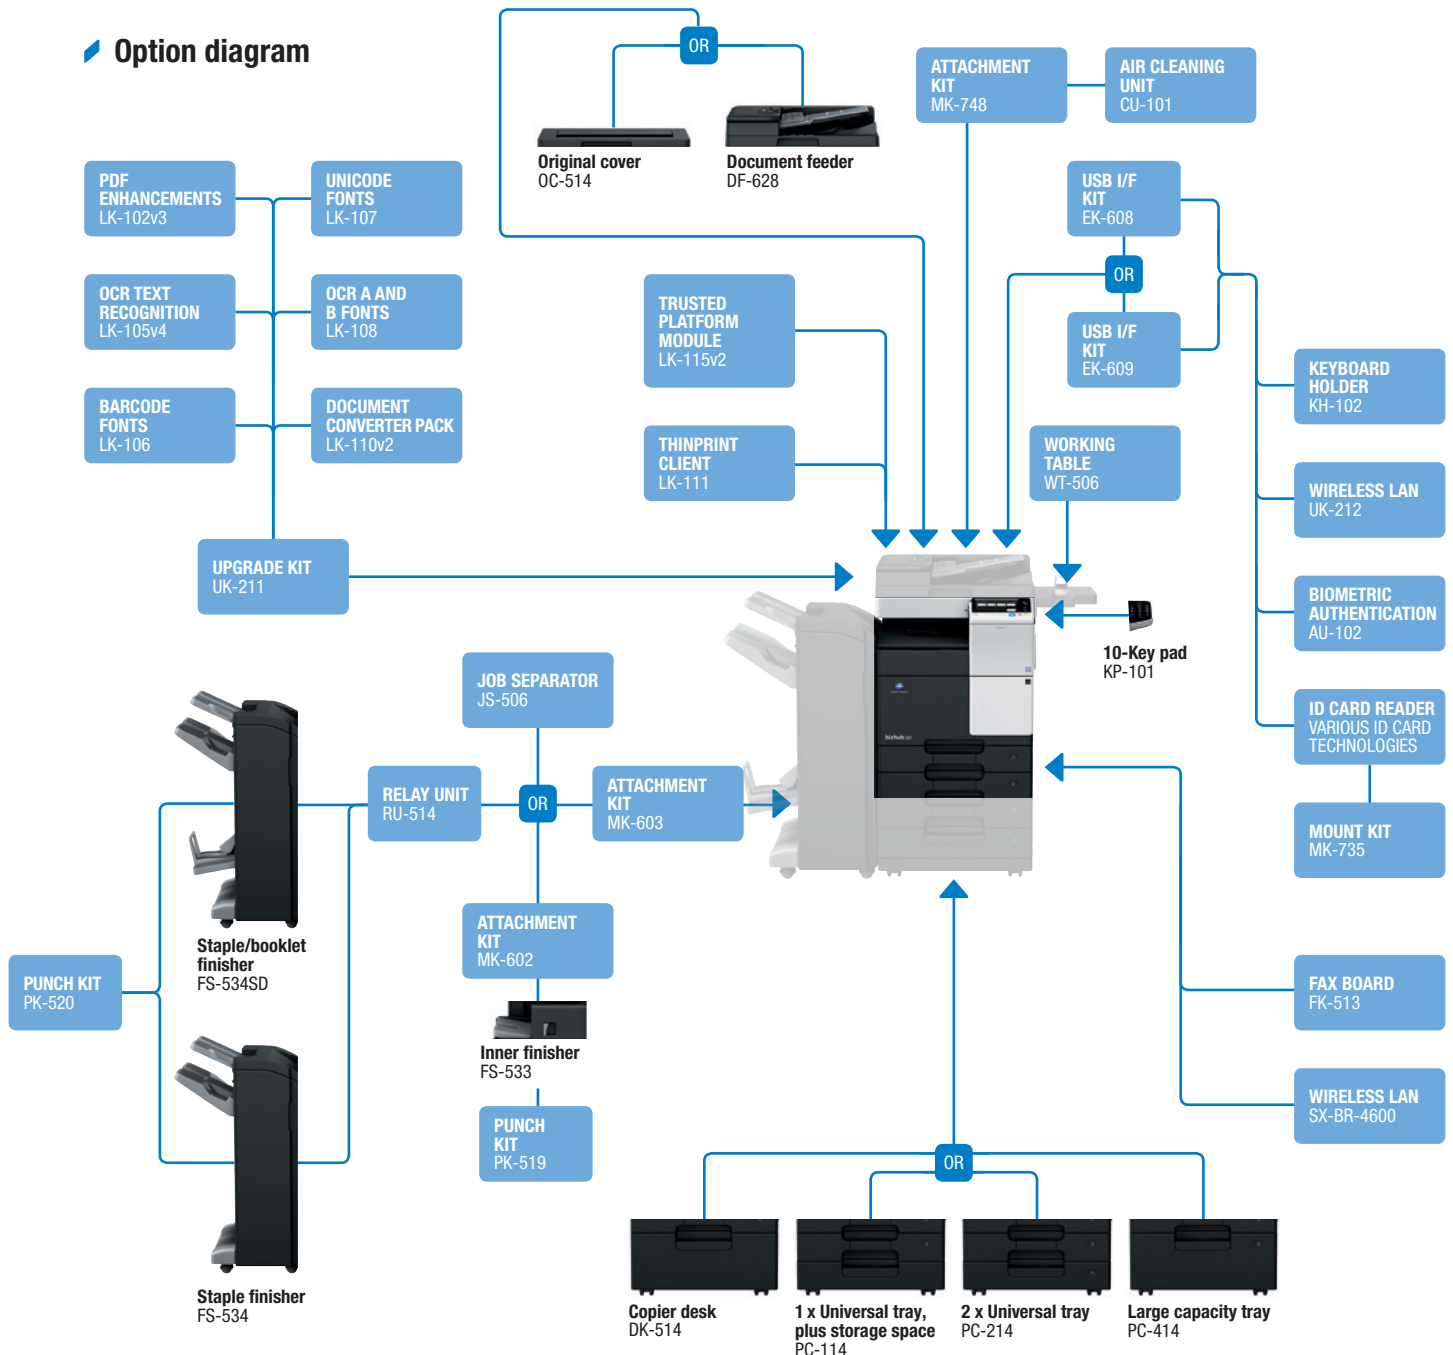 Option diagram
OR
Original cover
OC-514
Document feeder
DF-628
ATTACHMENT
KIT
MK-748
AIR CLEANING
UNIT
CU-101
PDF
ENHANCEMENTS
LK-102v3
UNICODE
FONTS
LK-107
OCR TEXT
RECOGNITION
LK-105v4
OCR A AND
B FONTS
LK-108
BARCODE
FONTS
LK-106
DOCUMENT
CONVERTER PACK
LK-110v2
UPGRADE KIT
UK-211
TRUSTED
PLATFORM
MODULE
LK-115v2
THINPRINT
CLIENT
LK-111
USB I/F
KIT
EK-608
OR
USB I/F
KIT
EK-609
WORKING
TABLE
WT-506
KEYBOARD
HOLDER
KH-102
WIRELESS LAN
UK-212
BIOMETRIC
AUTHENTICATION
AU-102
ID CARD READER
VARIOUS ID CARD
TECHNOLOGIES
MOUNT KIT
MK-735
10-Key pad
KP-101
bizhub
JOB SEPARATOR
JS-506
RELAY UNIT
RU-514
OR
ATTACHMENT
KIT
MK-603
ATTACHMENT
KIT
MK-602
Inner finisher
FS-533
PUNCH
KIT
PK-519
Staple/booklet
finisher
FS-534SD
PUNCH KIT
PK-520
Staple finisher
FS-534
FAX BOARD
FK-513
WIRELESS LAN
SX-BR-4600
OR
Copier desk
DK-514
1 x Universal tray,
plus storage space
PC-114
2 x Universal tray
PC-214
Large capacity tray
PC-414